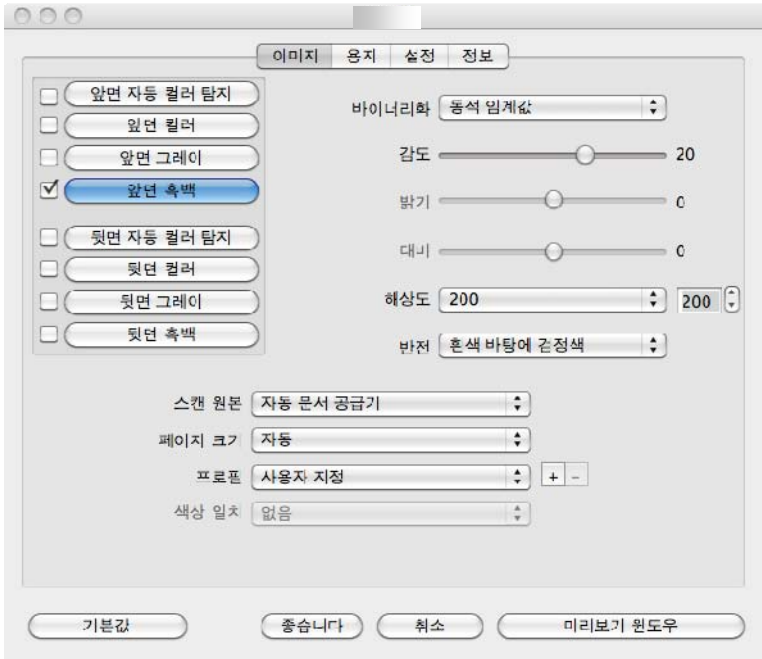 이미지 용지 설정 정보
앞면 자동 컬러 탐지
앞면 컬러
앞면 그레이
앞면 흑백
뒷면 자동 컬러 탐지
뒷면 컬러
뒷면 그레이
뒷면 흑백
바이너리화 동적 임계값
감도 20
밝기 0
대비 0
해상도 200 200
반전 흰색 바탕에 검정색
스캔 원본 자동 문서 공급기
페이지 크기 자동
프로필 사용자 지정 + -
색상 일치 없음
기본값 좋습니다 취소 미리보기 윈도우